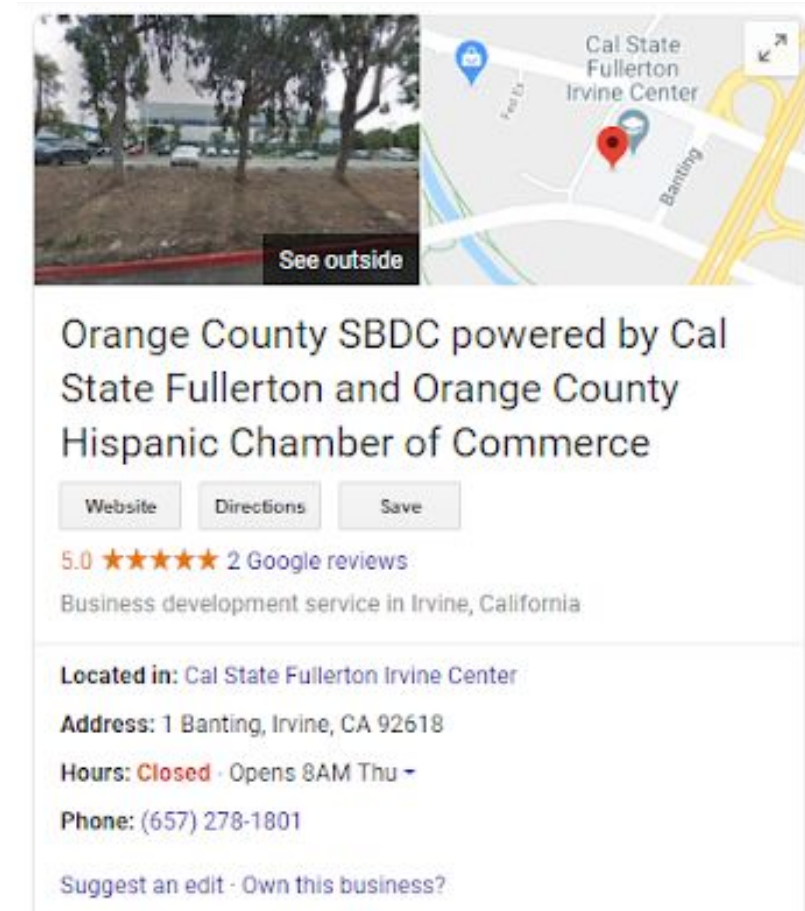 Cal State
Fullerton
Irvine Center
Fed Ex
Banting
See outside
Orange County SBDC powered by Cal
State Fullerton and Orange County
Hispanic Chamber of Commerce
Website Directions Save
5.0 ★★★★★ 2 Google reviews
Business development service in Irvine, California
Located in: Cal State Fullerton Irvine Center
Address: 1 Banting, Irvine, CA 92618
Hours: Closed · Opens 8AM Thu
Phone: (657) 278-1801
Suggest an edit · Own this business?